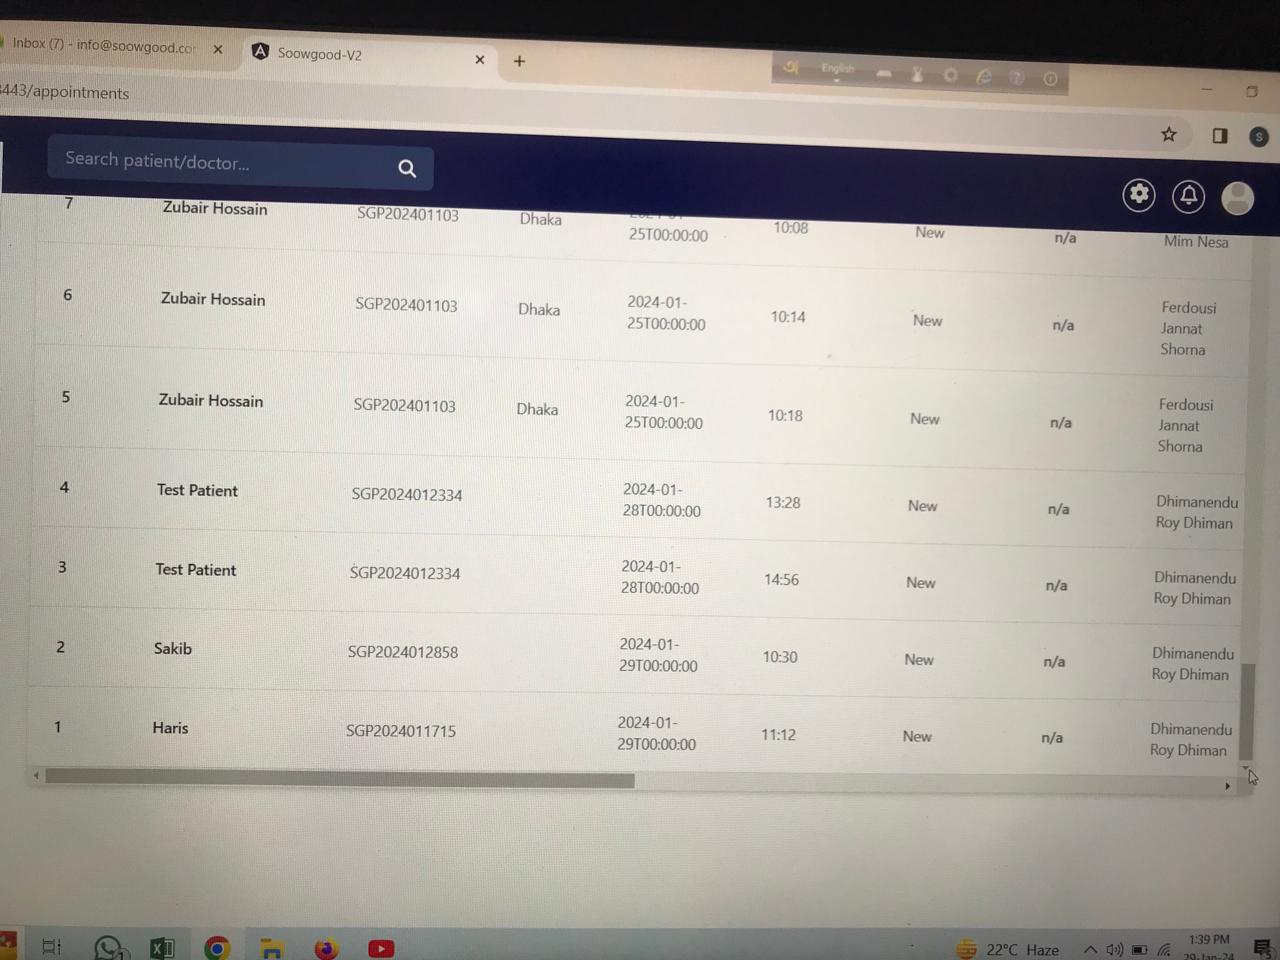 Inbox (7) - info@soowgood.co
Soowgood-V2
English
443/appointments
Search patient/doctor...
S
7 Zubair Hossain SGP202401103 Dhaka 25T00:00:00 10:08 New n/a Mim Nesa
6 Zubair Hossain SGP202401103 Dhaka 2024-01- 10:14 New n/a Ferdousi
25T00:00:00 Jannat
Shorna
5 Zubair Hossain SGP202401103 Dhaka 2024-01- 10:18 New n/a Ferdousi
25T00:00:00 Jannat
Shorna
4 Test Patient SGP2024012334 2024-01- 13:28 New n/a Dhimanendu
28T00:00:00 Roy Dhiman
3 Test Patient SGP2024012334 2024-01- 14:56 New n/a Dhimanendu
28T00:00:00 Roy Dhiman
2 Sakib SGP2024012858 2024-01- 10:30 New n/a Dhimanendu
29T00:00:00 Roy Dhiman
1 Haris SGP2024011715 2024-01- 11:12 New n/a Dhimanendu
29T00:00:00 Roy Dhiman
22°C Haze
1:39 PM
29-Jan-24